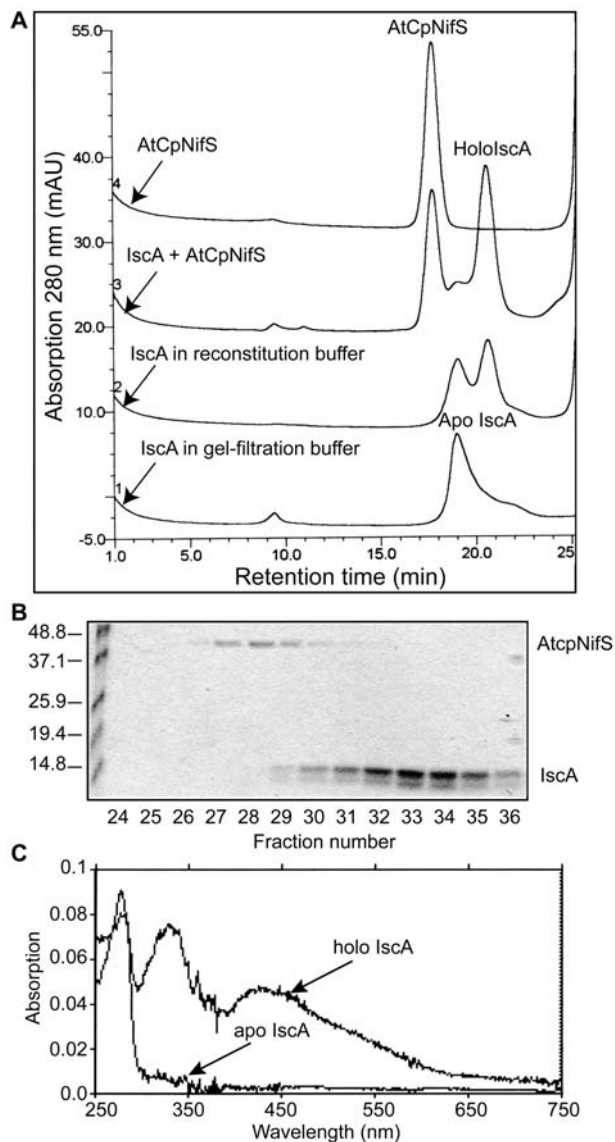 A
55.0
40.0
30.0
20.0
10.0
-5.0
Absorption 280 nm (mAU)
AtCpNifS
HoloIscA
AtCpNifS
4
IscA + AtCpNifS
3
IscA in reconstitution buffer
2
Apo IscA
IscA in gel-filtration buffer
1
1.0 10.0 15.0 20.0 25
Retention time (min)
B
48.8
37.1
25.9
19.4
14.8
AtcpNifS
IscA
24 25 26 27 28 29 30 31 32 33 34 35 36
Fraction number
C
0.1
0.08
0.06
0.04
0.02
0.0
Absorption
holo IscA
apo IscA
250 350 450 550 650 750
Wavelength (nm)